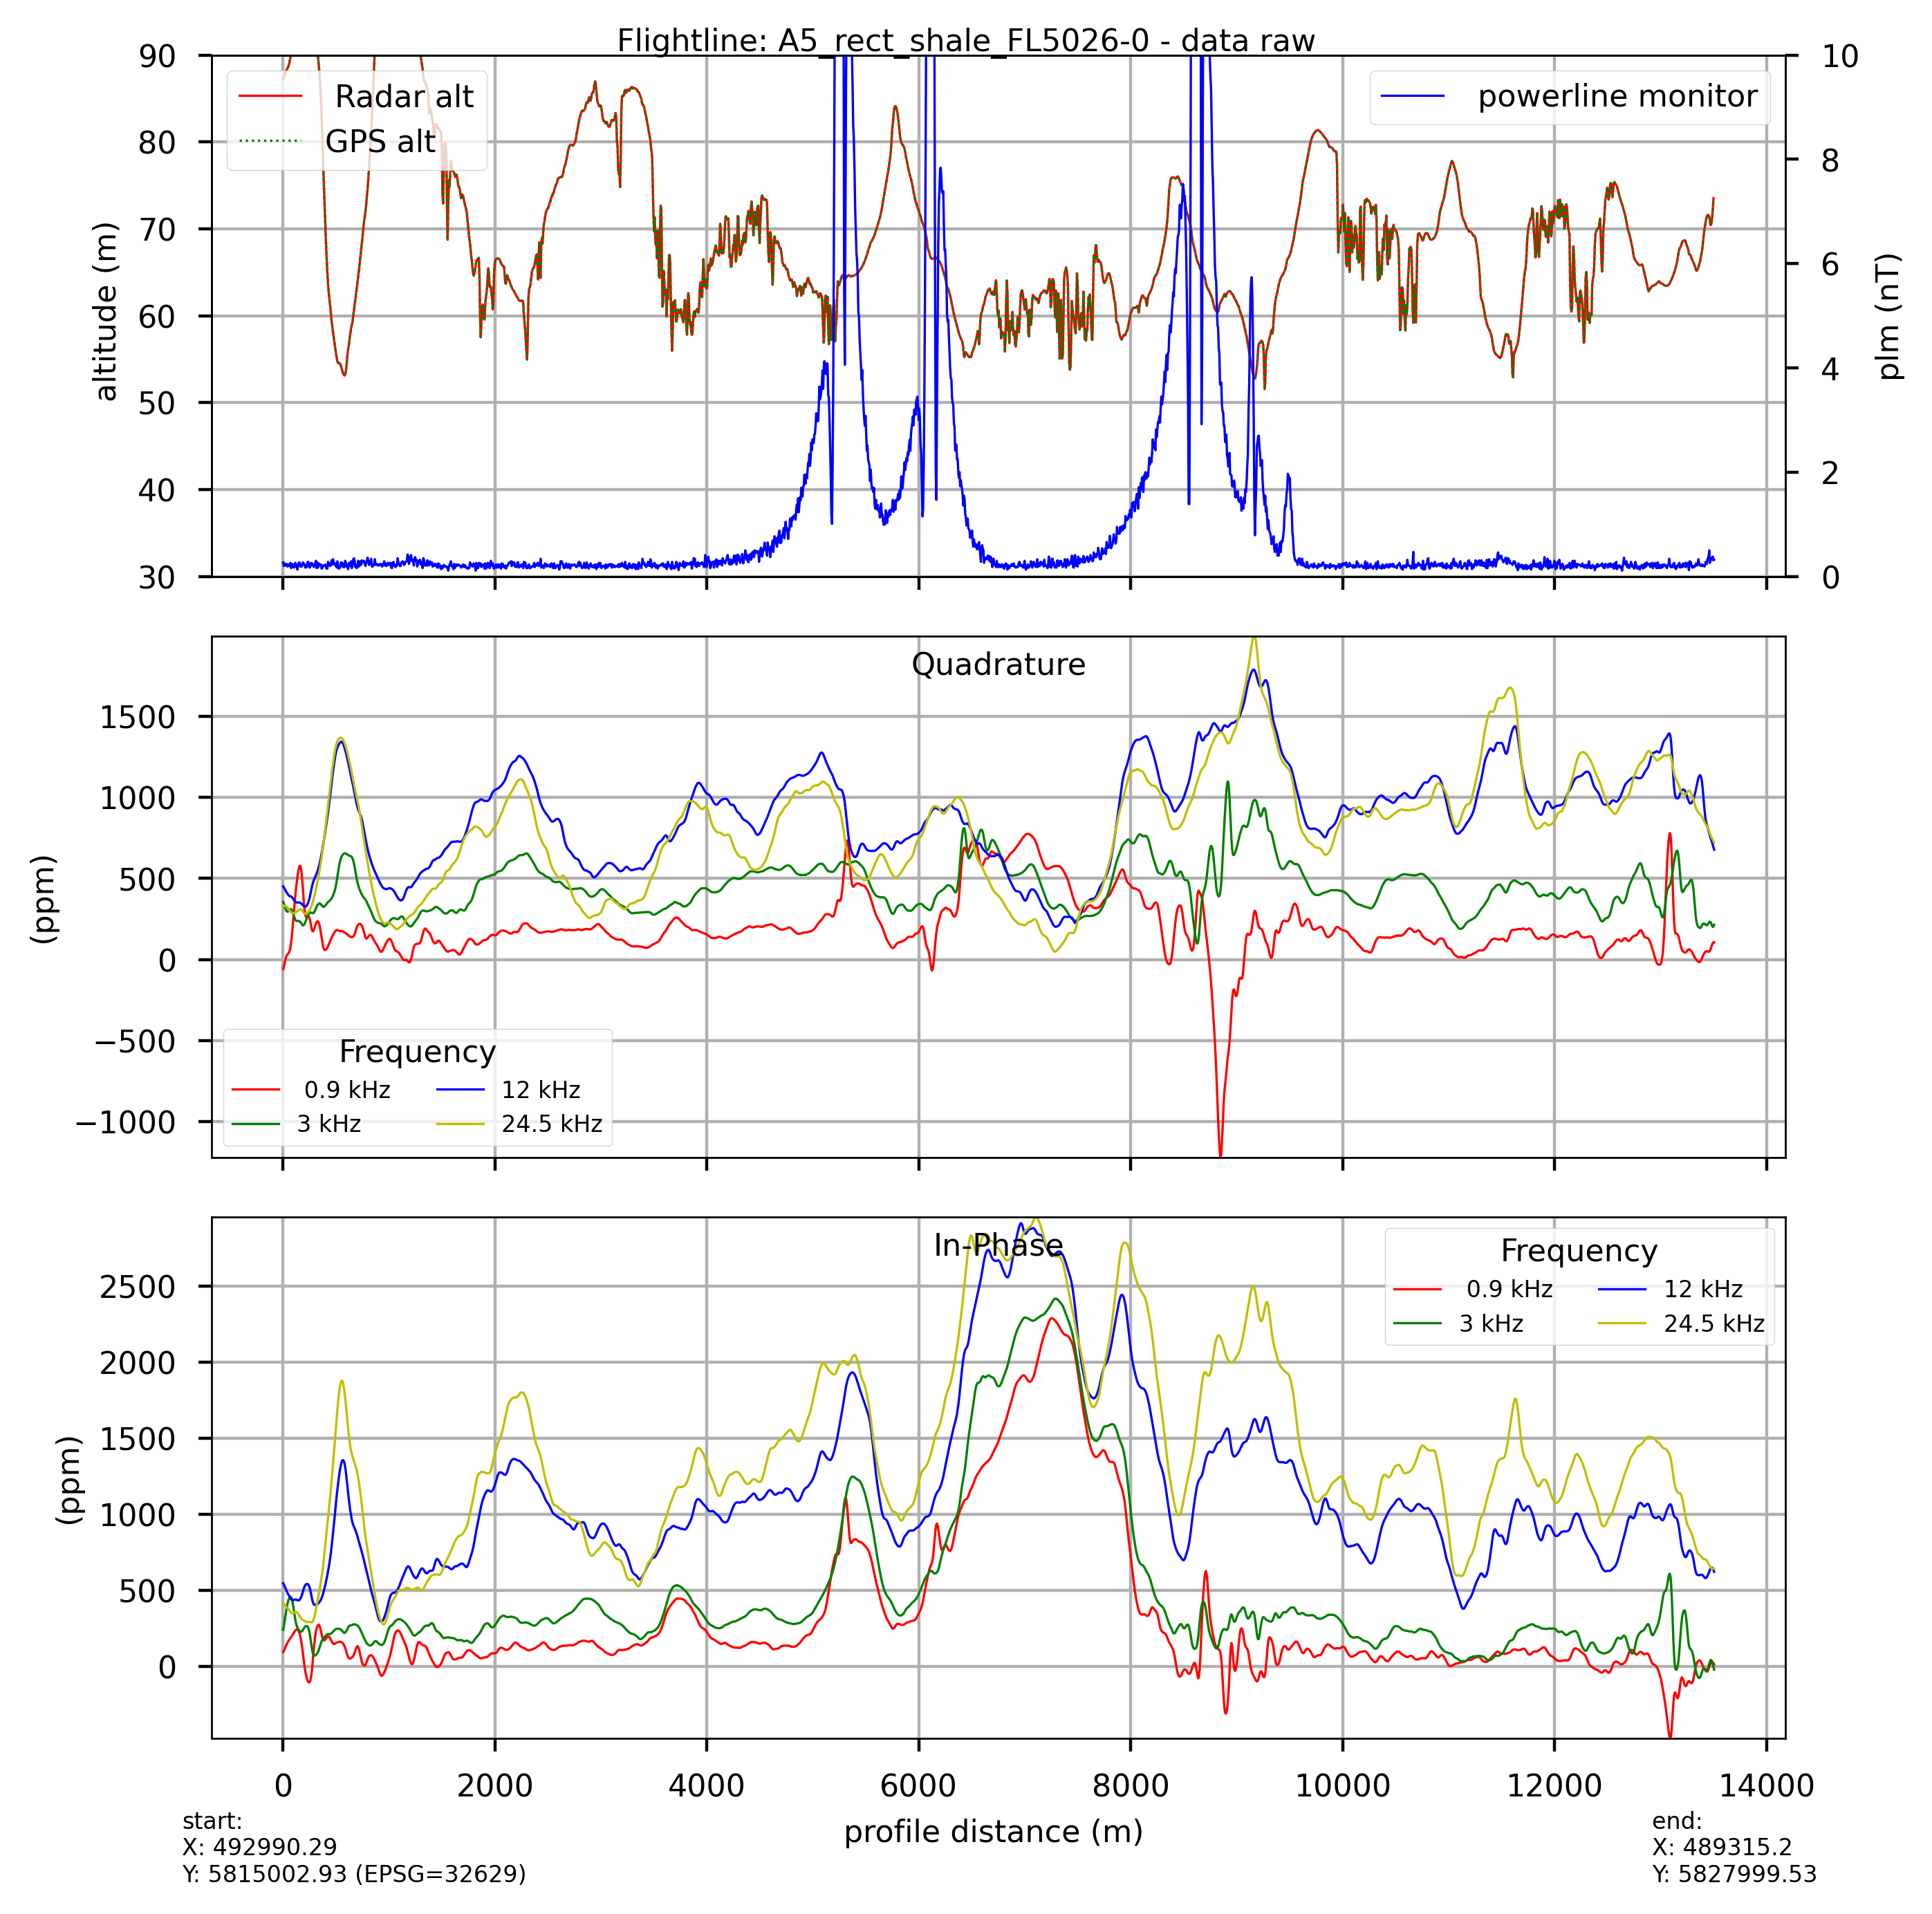 Flightline: A5_rect_shale_FL5026-0 - data raw
90
80
70
60
50
40
30
altitude (m)
Radar alt
GPS alt
powerline monitor
10
8
6
4
2
0
plm (nT)
Quadrature
1500
1000
500
0
−500
−1000
(ppm)
Frequency
0.9 kHz 12 kHz
3 kHz 24.5 kHz
In-Phase
2500
2000
1500
1000
500
0
(ppm)
Frequency
0.9 kHz 12 kHz
3 kHz 24.5 kHz
0 2000 4000 6000 8000 10000 12000 14000
profile distance (m)
start:
X: 492990.29
Y: 5815002.93 (EPSG=32629)
end:
X: 489315.2
Y: 5827999.53